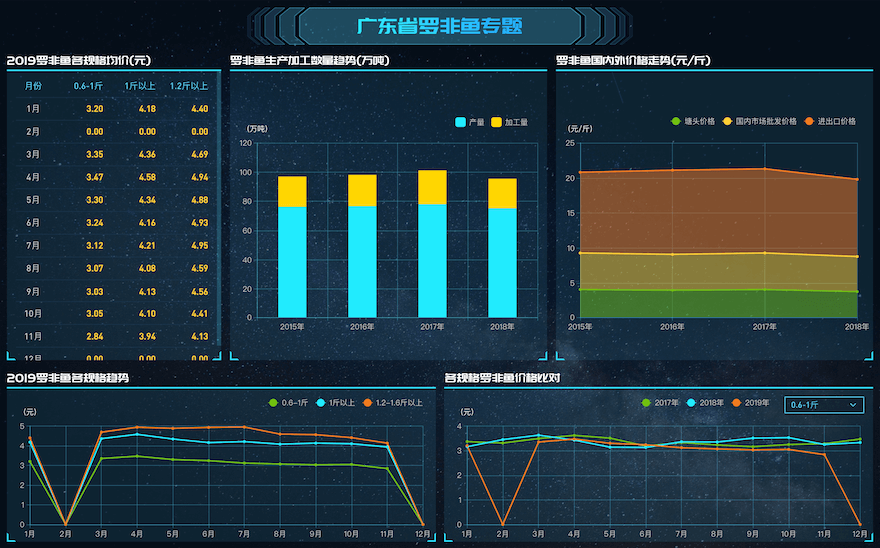 广东省罗非鱼专题
2019罗非鱼各规格均价(元)
月份 0.6-1斤 1斤以上 1.2斤以上
1月 3.20 4.18 4.40
2月 0.00 0.00 0.00
3月 3.35 4.36 4.69
4月 3.47 4.58 4.94
5月 3.30 4.34 4.88
6月 3.24 4.16 4.93
7月 3.12 4.21 4.95
8月 3.07 4.08 4.59
9月 3.03 4.13 4.56
10月 3.05 4.10 4.41
11月 2.84 3.94 4.13
12月 0.00 0.00 0.00
罗非鱼生产加工数量趋势(万吨)
产量 加工量
(万吨)
120
100
80
60
40
20
0
2015年 2016年 2017年 2018年
罗非鱼国内外价格走势(元/斤)
塘头价格 国内市场批发价格 进出口价格
(元/斤)
25
20
15
10
5
0
2015年 2016年 2017年 2018年
2019罗非鱼各规格趋势
0.6-1斤 1斤以上 1.2-1.6斤以上
(元)
5
4
3
2
1
0
1月 2月 3月 4月 5月 6月 7月 8月 9月 10月 11月 12月
各规格罗非鱼价格比对
2017年 2018年 2019年
0.6-1斤
(元)
4
3
2
1
0
1月 2月 3月 4月 5月 6月 7月 8月 9月 10月 11月 12月